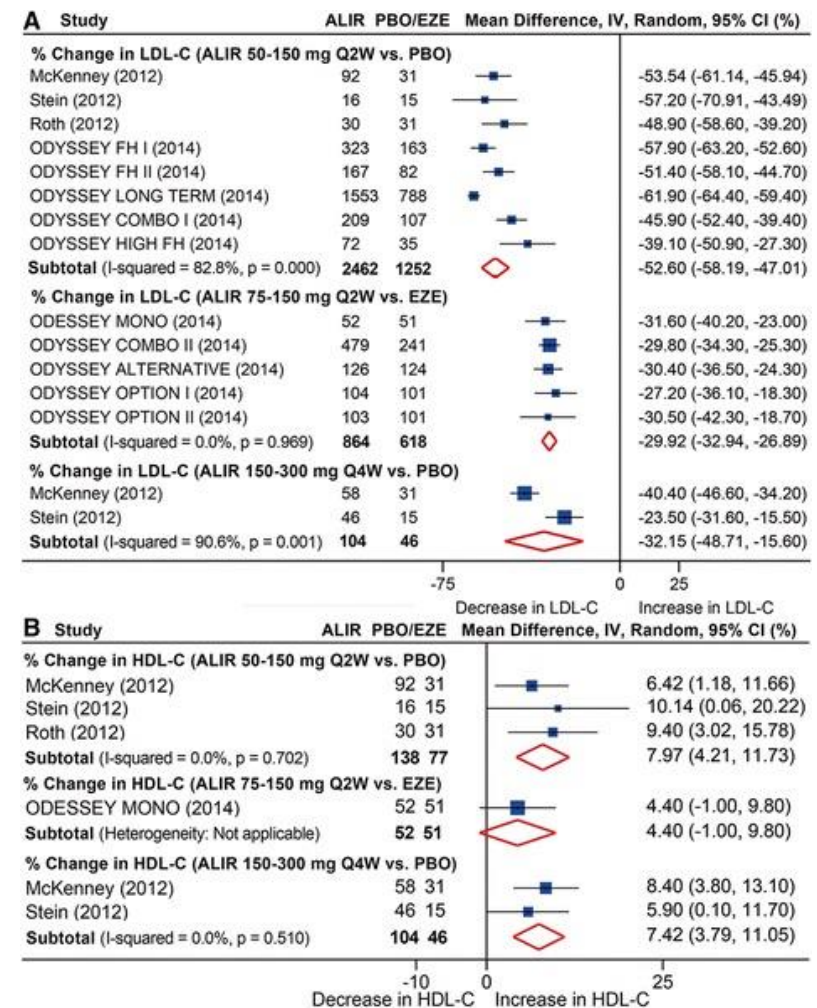 A Study ALIR PBO/EZE Mean Difference, IV, Random, 95% CI (%)
% Change in LDL-C (ALIR 50-150 mg Q2W vs. PBO)
McKenney (2012) 92 31 -53.54 (-61.14, -45.94)
Stein (2012) 16 15 -57.20 (-70.91, -43.49)
Roth (2012) 30 31 -48.90 (-58.60, -39.20)
ODYSSEY FH I (2014) 323 163 -57.90 (-63.20, -52.60)
ODYSSEY FH II (2014) 167 82 -51.40 (-58.10, -44.70)
ODYSSEY LONG TERM (2014) 1553 788 -61.90 (-64.40, -59.40)
ODYSSEY COMBO I (2014) 209 107 -45.90 (-52.40, -39.40)
ODYSSEY HIGH FH (2014) 72 35 -39.10 (-50.90, -27.30)
Subtotal (I-squared = 82.8%, p = 0.000) 2462 1252 -52.60 (-58.19, -47.01)
% Change in LDL-C (ALIR 75-150 mg Q2W vs. EZE)
ODESSEY MONO (2014) 52 51 -31.60 (-40.20, -23.00)
ODYSSEY COMBO II (2014) 479 241 -29.80 (-34.30, -25.30)
ODYSSEY ALTERNATIVE (2014) 126 124 -30.40 (-36.50, -24.30)
ODYSSEY OPTION I (2014) 104 101 -27.20 (-36.10, -18.30)
ODYSSEY OPTION II (2014) 103 101 -30.50 (-42.30, -18.70)
Subtotal (I-squared = 0.0%, p = 0.969) 864 618 -29.92 (-32.94, -26.89)
% Change in LDL-C (ALIR 150-300 mg Q4W vs. PBO)
McKenney (2012) 58 31 -40.40 (-46.60, -34.20)
Stein (2012) 46 15 -23.50 (-31.60, -15.50)
Subtotal (I-squared = 90.6%, p = 0.001) 104 46 -32.15 (-48.71, -15.60)
-75 0 25
Decrease in LDL-C Increase in LDL-C
B Study ALIR PBO/EZE Mean Difference, IV, Random, 95% CI (%)
% Change in HDL-C (ALIR 50-150 mg Q2W vs. PBO)
McKenney (2012) 92 31 6.42 (1.18, 11.66)
Stein (2012) 16 15 10.14 (0.06, 20.22)
Roth (2012) 30 31 9.40 (3.02, 15.78)
Subtotal (I-squared = 0.0%, p = 0.702) 138 77 7.97 (4.21, 11.73)
% Change in HDL-C (ALIR 75-150 mg Q2W vs. EZE)
ODESSEY MONO (2014) 52 51 4.40 (-1.00, 9.80)
Subtotal (Heterogeneity: Not applicable) 52 51 4.40 (-1.00, 9.80)
% Change in HDL-C (ALIR 150-300 mg Q4W vs. PBO)
McKenney (2012) 58 31 8.40 (3.80, 13.10)
Stein (2012) 46 15 5.90 (0.10, 11.70)
Subtotal (I-squared = 0.0%, p = 0.510) 104 46 7.42 (3.79, 11.05)
-10 0 25
Decrease in HDL-C Increase in HDL-C